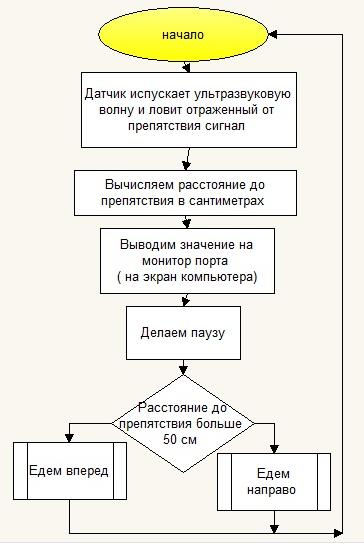 начало
Датчик испускает ультразвуковую
волну и ловит отраженный от
препятствия сигнал
Вычисляем расстояние до
препятствия в сантиметрах
Выводим значение на
монитор порта
( на экран компьютера)
Делаем паузу
Расстояние до
препятствия больше
50 см
Едем вперед
Едем
направо